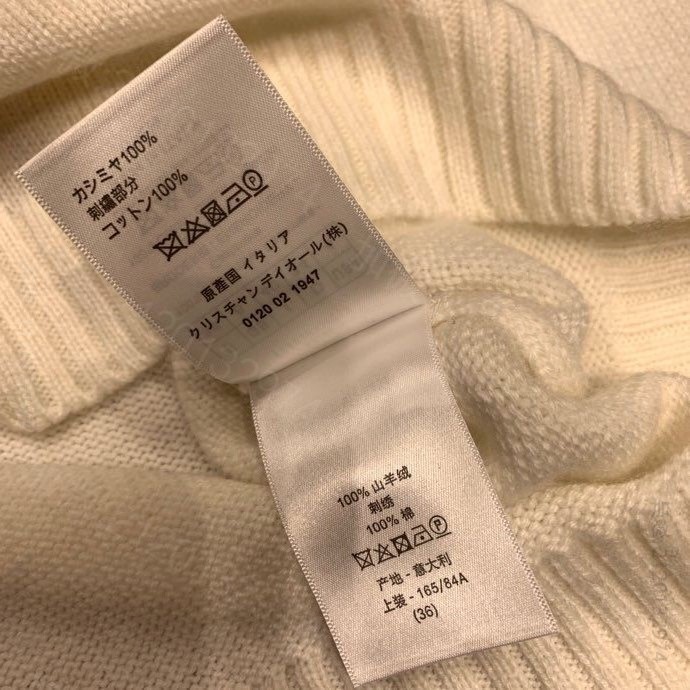 カシミヤ100%
刺繍部分
コットン100%
P
原産国 イタリア
クリスチャン ディオール(株)
0120 02 1947
100% 山羊绒
刺绣
100% 棉
P
产地 - 意大利
上装 - 165/84A
(36)